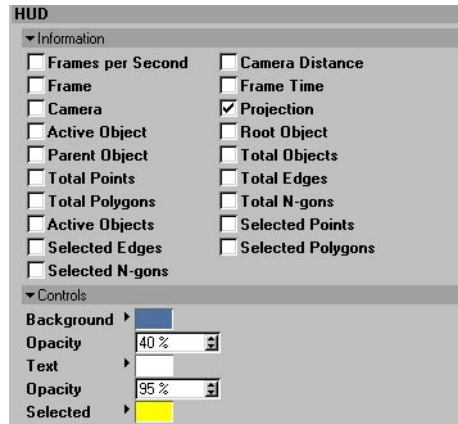 HUD
Information
Frames per Second Camera Distance
Frame Frame Time
Camera Projection
Active Object Root Object
Parent Object Total Objects
Total Points Total Edges
Total Polygons Total N-gons
Active Objects Selected Points
Selected Edges Selected Polygons
Selected N-gons
Controls
Background
Opacity 40 %
Text
Opacity 95 %
Selected